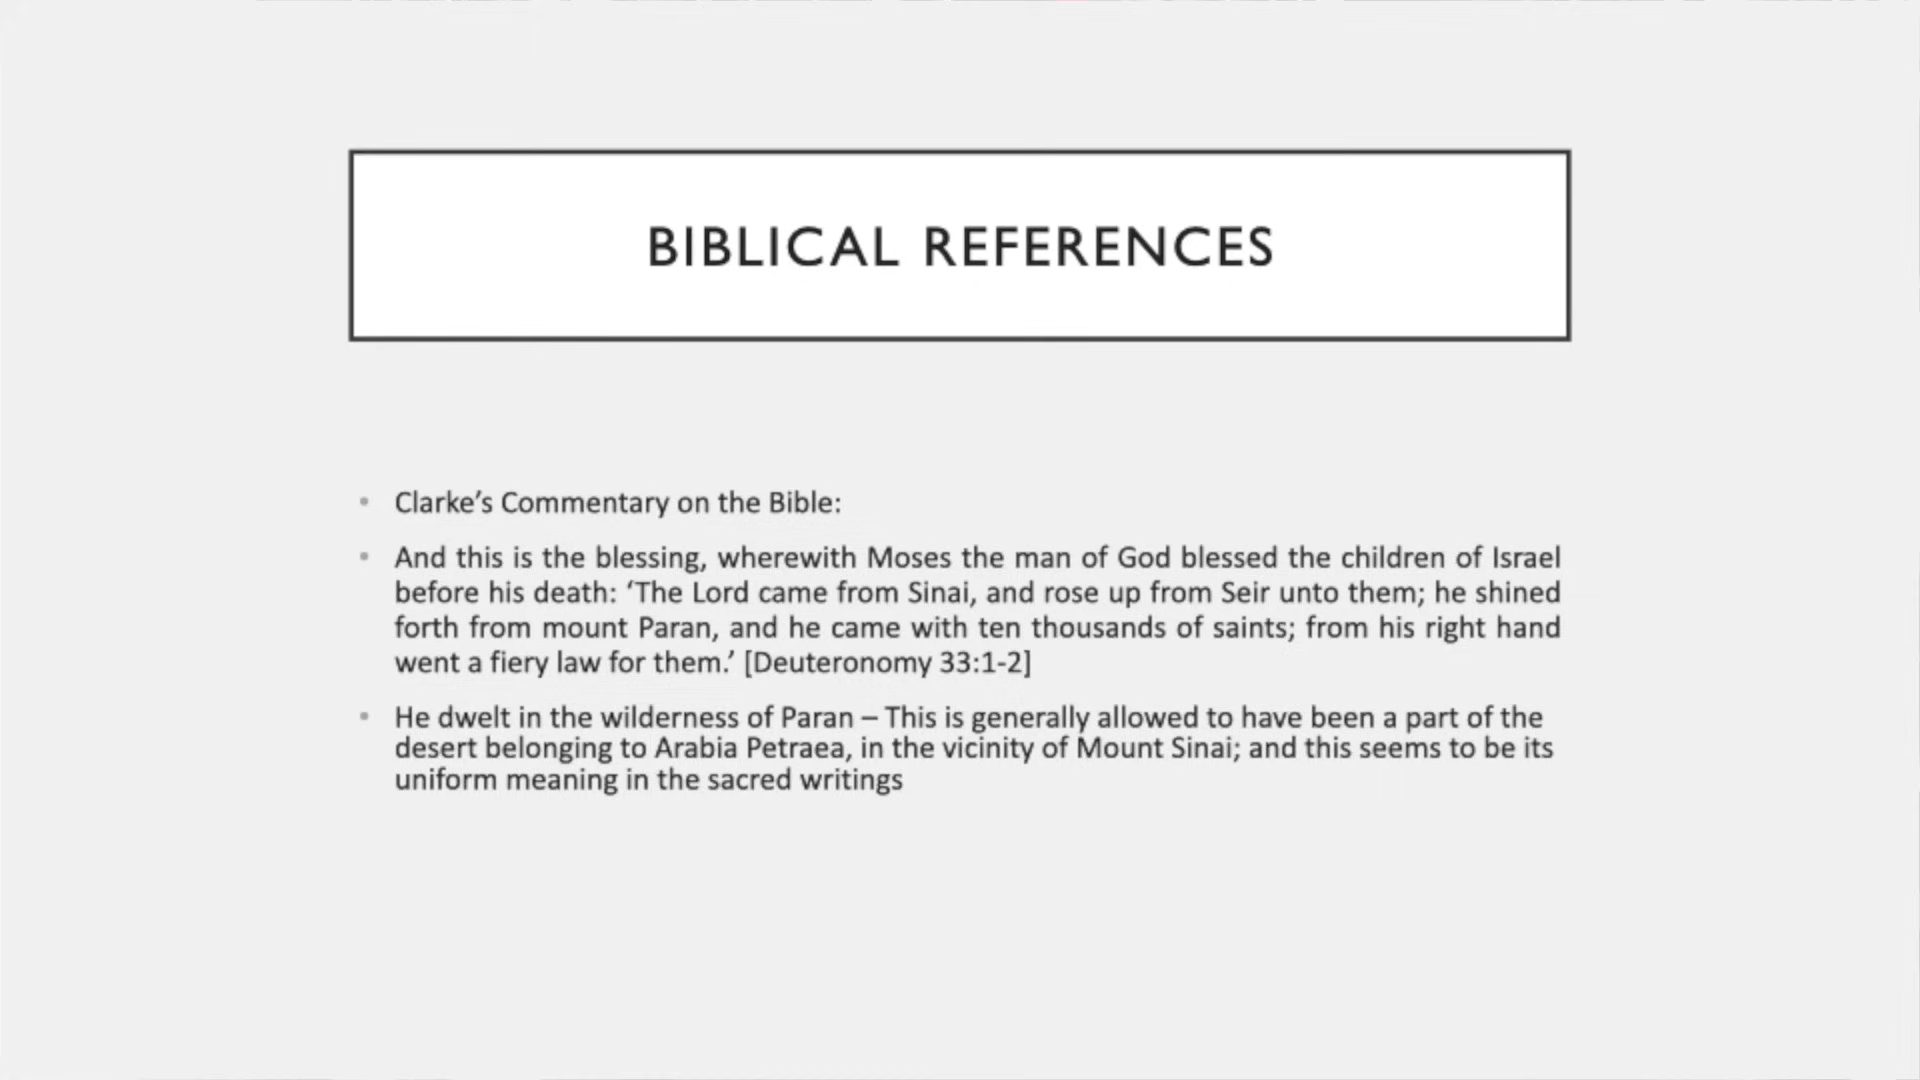 BIBLICAL REFERENCES
• Clarke’s Commentary on the Bible:
• And this is the blessing, wherewith Moses the man of God blessed the children of Israel
before his death: ‘The Lord came from Sinai, and rose up from Seir unto them; he shined
forth from mount Paran, and he came with ten thousands of saints; from his right hand
went a fiery law for them.’ [Deuteronomy 33:1-2]
• He dwelt in the wilderness of Paran – This is generally allowed to have been a part of the
desert belonging to Arabia Petraea, in the vicinity of Mount Sinai; and this seems to be its
uniform meaning in the sacred writings